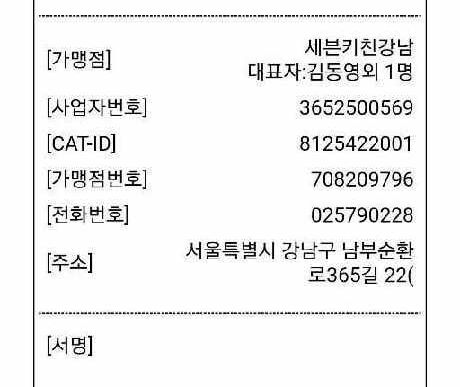 [가맹점] 세븐키친강남
대표자:김동영외 1명
[사업자번호] 3652500569
[CAT-ID] 8125422001
[가맹점번호] 708209796
[전화번호] 025790228
[주소] 서울특별시 강남구 남부순환
로365길 22(
[서명]